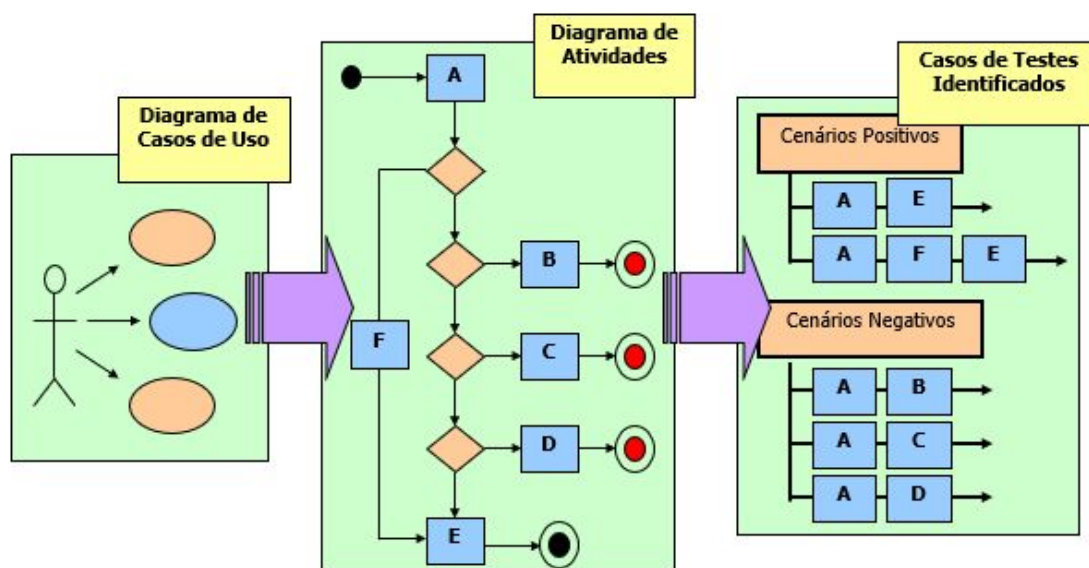 Diagrama de
Casos de Uso
Diagrama de
Atividades
A
B
F
C
D
E
Casos de Testes
Identificados
Cenários Positivos
A E
A F E
Cenários Negativos
A B
A C
A D